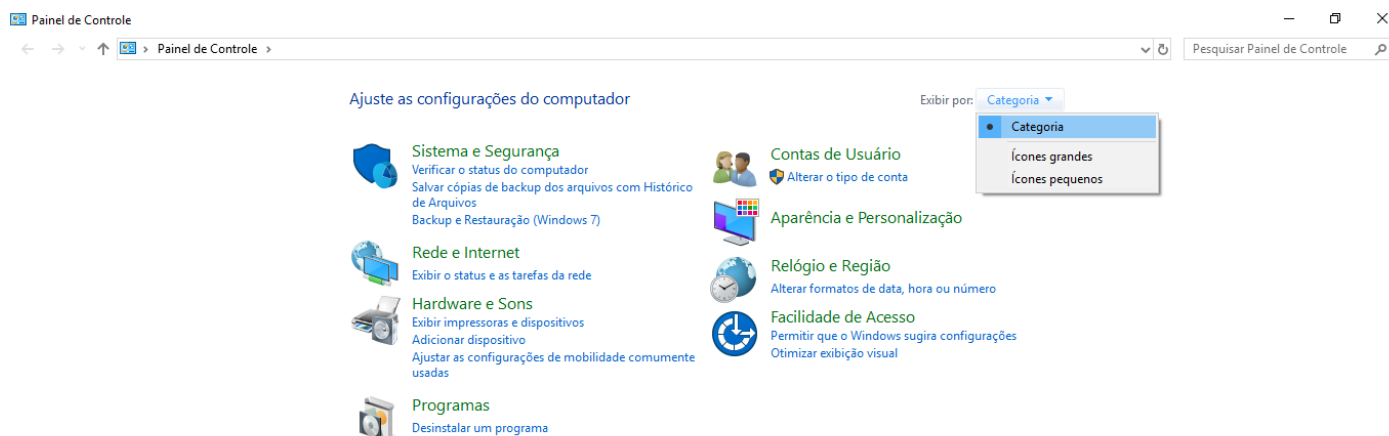 Painel de Controle
Painel de Controle
Pesquisar Painel de Controle
Ajuste as configurações do computador
Exibir por: Categoria
Categoria
Ícones grandes
Ícones pequenos
Sistema e Segurança
Verificar o status do computador
Salvar cópias de backup dos arquivos com Histórico
de Arquivos
Backup e Restauração (Windows 7)
Rede e Internet
Exibir o status e as tarefas da rede
Hardware e Sons
Exibir impressoras e dispositivos
Adicionar dispositivo
Ajustar as configurações de mobilidade comumente
usadas
Programas
Desinstalar um programa
Contas de Usuário
Alterar o tipo de conta
Aparência e Personalização
Relógio e Região
Alterar formatos de data, hora ou número
Facilidade de Acesso
Permitir que o Windows sugira configurações
Otimizar exibição visual